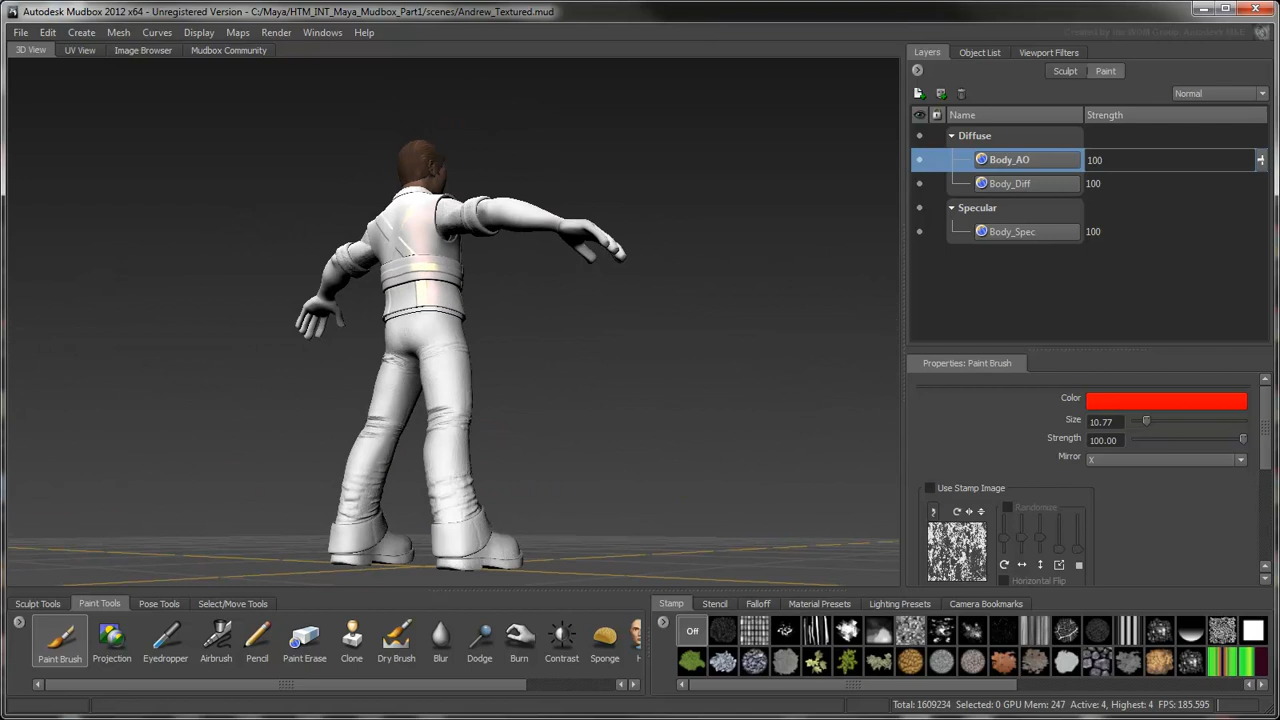 Autodesk Mudbox 2012 x64 - Unregistered Version - C:/Maya/HTM_INT_Maya_Mudbox_Part1/scenes/Andrew_Textured.mud
File Edit Create Mesh Curves Display Maps Render Windows Help
3D View UV View Image Browser Mudbox Community
Layers Object List Viewport Filters
Sculpt Paint
Normal
Name Strength
Diffuse
Body_AO 100
Body_Diff 100
Specular
Body_Spec 100
Properties: Paint Brush
Color
Size 10.77
Strength 100.00
Mirror X
Use Stamp Image
Randomize
Horizontal Flip
Sculpt Tools Paint Tools Pose Tools Select/Move Tools
Paint Brush Projection Eyedropper Airbrush Pencil Paint Erase Clone Dry Brush Blur Dodge Burn Contrast Sponge
Stamp Stencil Falloff Material Presets Lighting Presets Camera Bookmarks
Off
Total: 1609234 Selected: 0 GPU Mem: 247 Active: 4, Highest: 4 FPS: 185.595